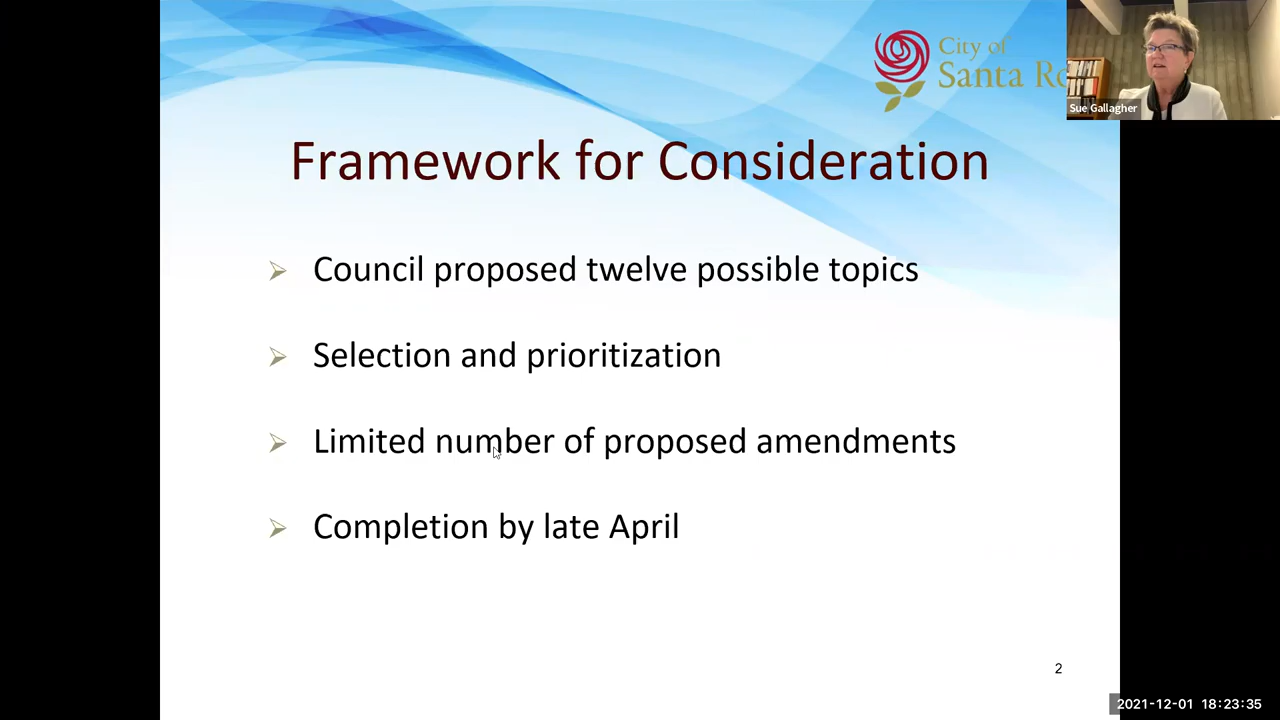 City of
Santa Ro
Sue Gallagher
Framework for Consideration
Council proposed twelve possible topics
Selection and prioritization
Limited number of proposed amendments
Completion by late April
2
2021-12-01 18:23:35